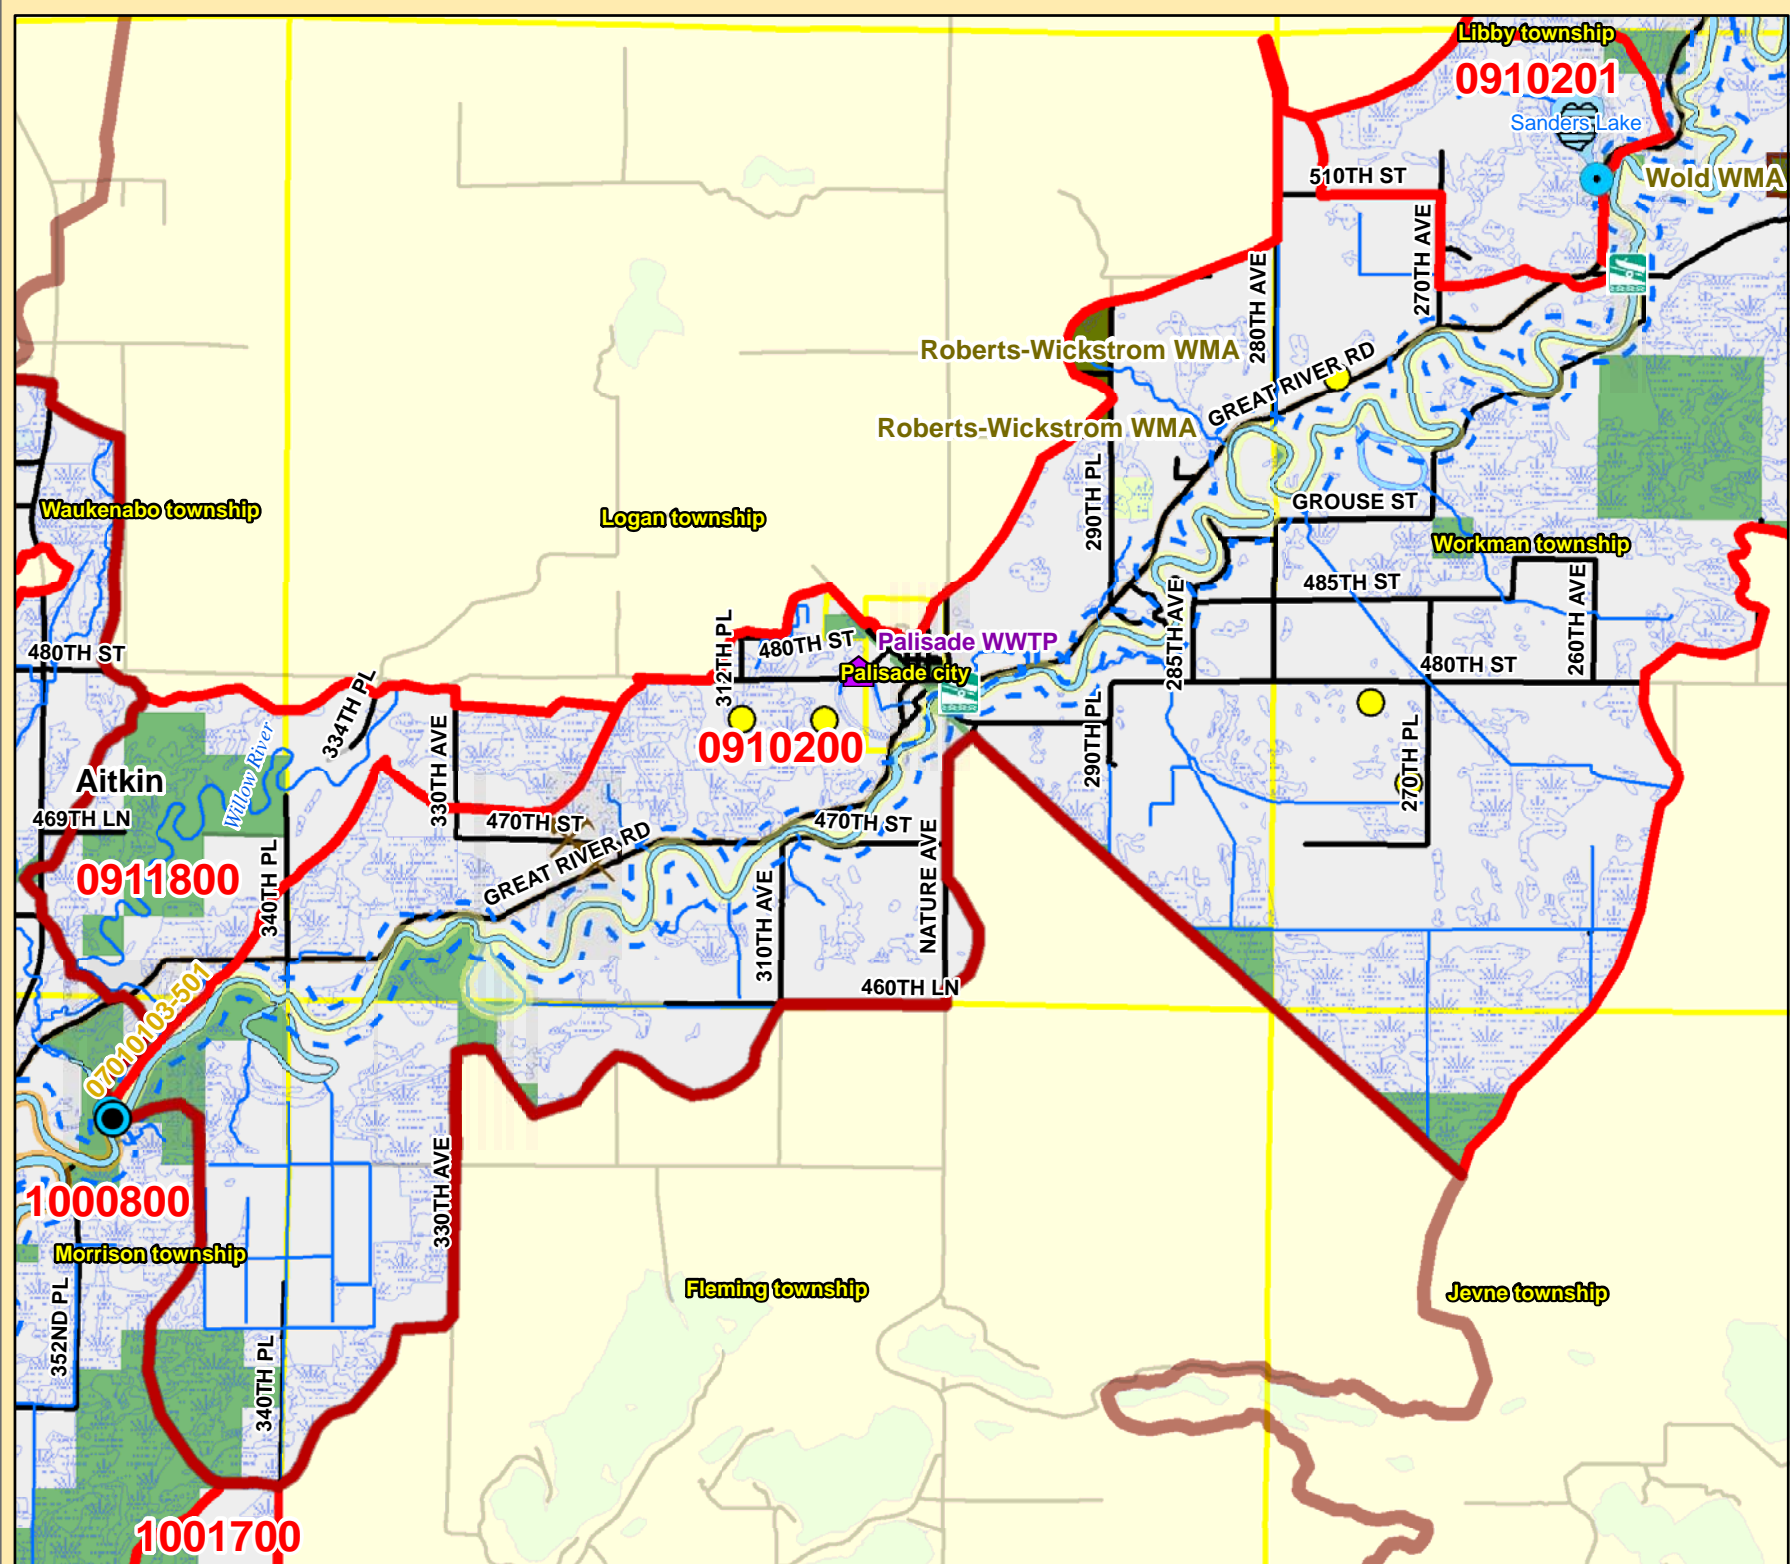 Libby township
0910201
Sanders Lake
510TH ST
Wold WMA
270TH AVE
280TH AVE
Roberts-Wickstrom WMA
GREAT RIVER RD
Roberts-Wickstrom WMA
290TH PL
GROUSE ST
Waukenabo township
Logan township
Workman township
485TH ST
285TH AVE
260TH AVE
312TH PL
480TH ST
Palisade WWTP
480TH ST
480TH ST
Palisade city
334TH PL
330TH AVE
290TH PL
270TH PL
0910200
Willow River
Aitkin
469TH LN
470TH ST
470TH ST
GREAT RIVER RD
0911800
340TH PL
310TH AVE
NATURE AVE
460TH LN
07010103-501
1000800
330TH AVE
Morrison township
Fleming township
Jevne township
352ND PL
340TH PL
1001700